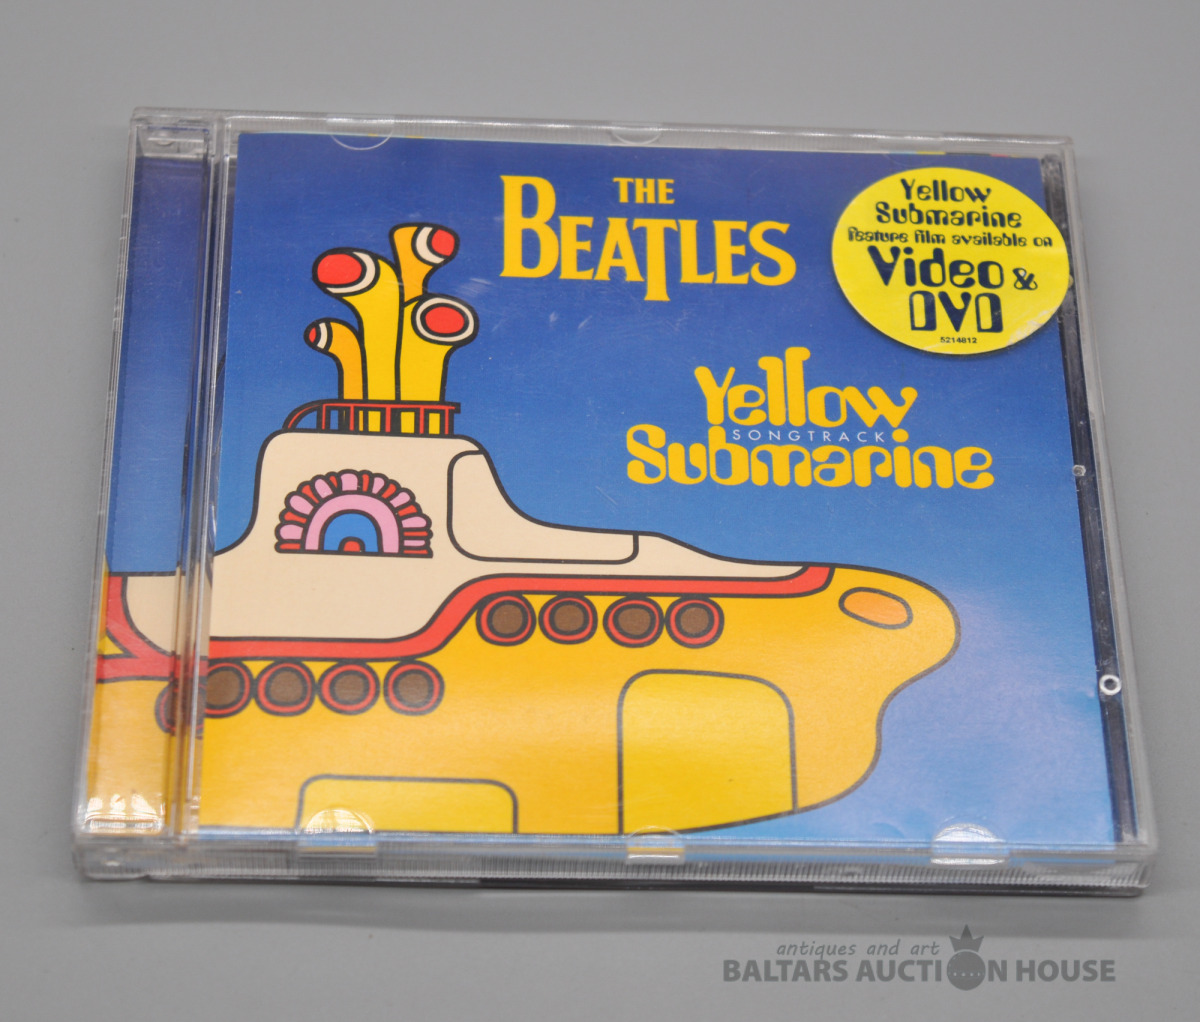 THE
BEATLES
Yellow
SONGTRACK
Submarine
Yellow
Submarine
feature film available on
Video &
DVD
5214812
antiques and art
BALTARS AUCTION HOUSE